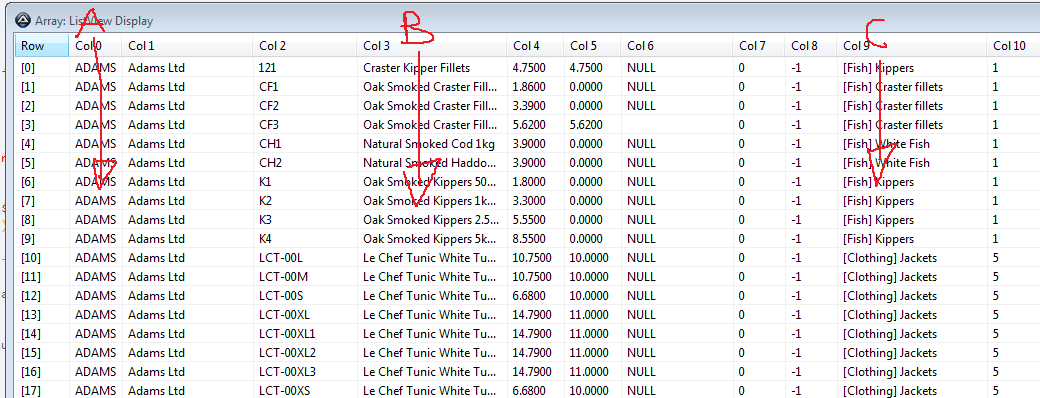 Array: ListView Display
A B C
Row Col 0 Col 1 Col 2 Col 3 Col 4 Col 5 Col 6 Col 7 Col 8 Col 9 Col 10
[0] ADAMS Adams Ltd 121 Craster Kipper Fillets 4.7500 4.7500 NULL 0 -1 [Fish] Kippers 1
[1] ADAMS Adams Ltd CF1 Oak Smoked Craster Fill... 1.8600 0.0000 NULL 0 -1 [Fish] Craster fillets 1
[2] ADAMS Adams Ltd CF2 Oak Smoked Craster Fill... 3.3900 0.0000 NULL 0 -1 [Fish] Craster fillets 1
[3] ADAMS Adams Ltd CF3 Oak Smoked Craster Fill... 5.6200 5.6200 0 -1 [Fish] Craster fillets 1
[4] ADAMS Adams Ltd CH1 Natural Smoked Cod 1kg 3.9000 0.0000 NULL 0 -1 [Fish] White Fish 1
[5] ADAMS Adams Ltd CH2 Natural Smoked Haddo... 3.9000 0.0000 NULL 0 -1 [Fish] White Fish 1
[6] ADAMS Adams Ltd K1 Oak Smoked Kippers 50... 1.8000 0.0000 NULL 0 -1 [Fish] Kippers 1
[7] ADAMS Adams Ltd K2 Oak Smoked Kippers 1k... 3.3000 0.0000 NULL 0 -1 [Fish] Kippers 1
[8] ADAMS Adams Ltd K3 Oak Smoked Kippers 2.5... 5.5500 0.0000 NULL 0 -1 [Fish] Kippers 1
[9] ADAMS Adams Ltd K4 Oak Smoked Kippers 5k... 8.5500 0.0000 NULL 0 -1 [Fish] Kippers 1
[10] ADAMS Adams Ltd LCT-00L Le Chef Tunic White Tu... 10.7500 10.0000 NULL 0 -1 [Clothing] Jackets 5
[11] ADAMS Adams Ltd LCT-00M Le Chef Tunic White Tu... 10.7500 10.0000 NULL 0 -1 [Clothing] Jackets 5
[12] ADAMS Adams Ltd LCT-00S Le Chef Tunic White Tu... 6.6800 10.0000 NULL 0 -1 [Clothing] Jackets 5
[13] ADAMS Adams Ltd LCT-00XL Le Chef Tunic White Tu... 14.7900 11.0000 NULL 0 -1 [Clothing] Jackets 5
[14] ADAMS Adams Ltd LCT-00XL1 Le Chef Tunic White Tu... 14.7900 11.0000 NULL 0 -1 [Clothing] Jackets 5
[15] ADAMS Adams Ltd LCT-00XL2 Le Chef Tunic White Tu... 14.7900 11.0000 NULL 0 -1 [Clothing] Jackets 5
[16] ADAMS Adams Ltd LCT-00XL3 Le Chef Tunic White Tu... 14.7900 11.0000 NULL 0 -1 [Clothing] Jackets 5
[17] ADAMS Adams Ltd LCT-00XS Le Chef Tunic White Tu... 6.6800 10.0000 NULL 0 -1 [Clothing] Jackets 5